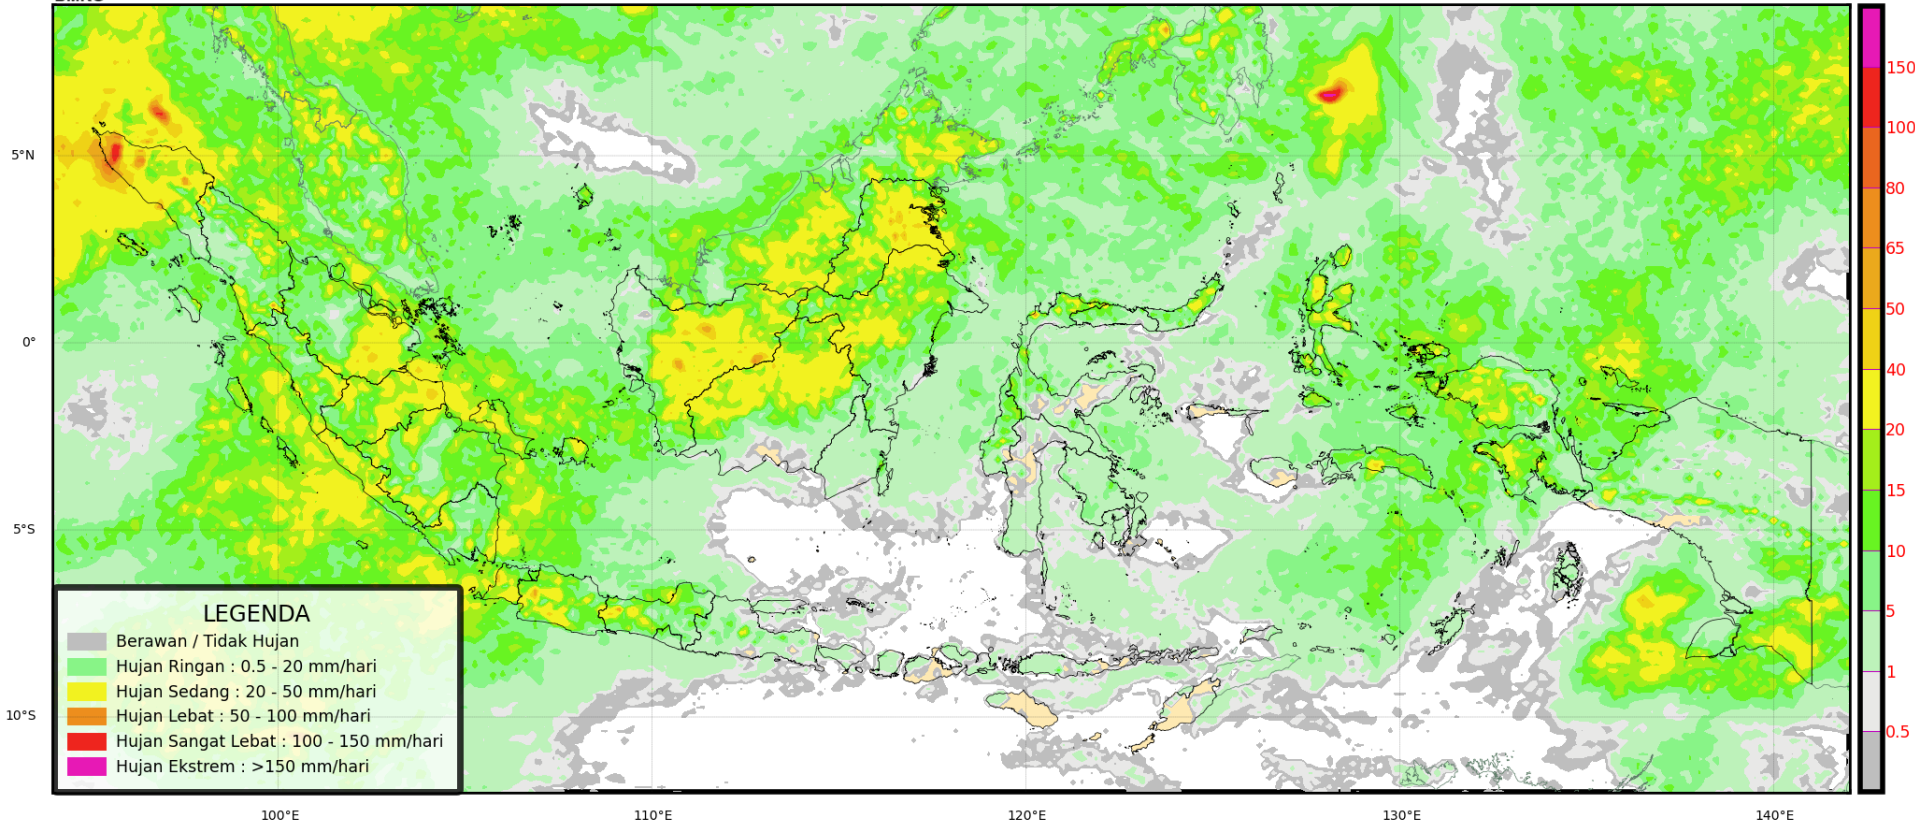 5°N
0°
5°S
10°S
100°E
110°E
120°E
130°E
140°E
LEGENDA
Berawan / Tidak Hujan
Hujan Ringan : 0.5 - 20 mm/hari
Hujan Sedang : 20 - 50 mm/hari
Hujan Lebat : 50 - 100 mm/hari
Hujan Sangat Lebat : 100 - 150 mm/hari
Hujan Ekstrem : >150 mm/hari
150
100
80
65
50
40
20
15
10
5
1
0.5